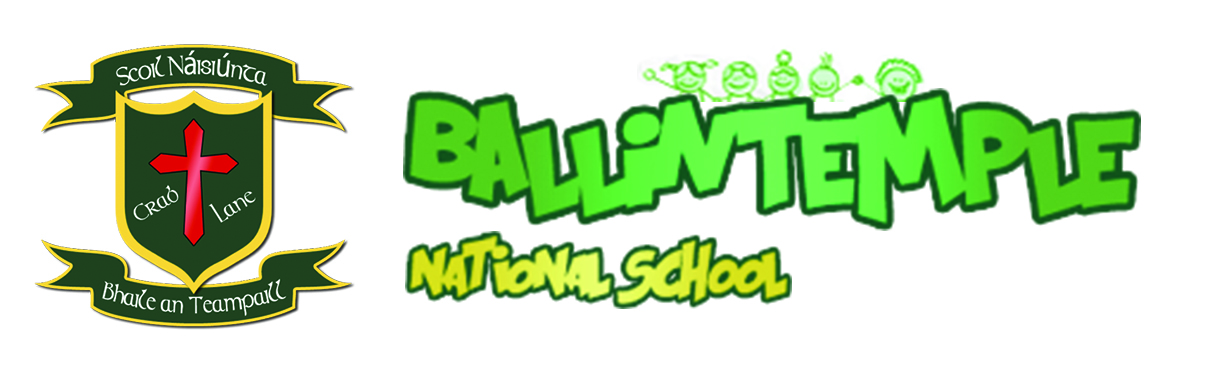 Scoil Náisiúnta
Crab Lane
Bhaile an Teampaill
BALLINTEMPLE
NATIONAL SCHOOL